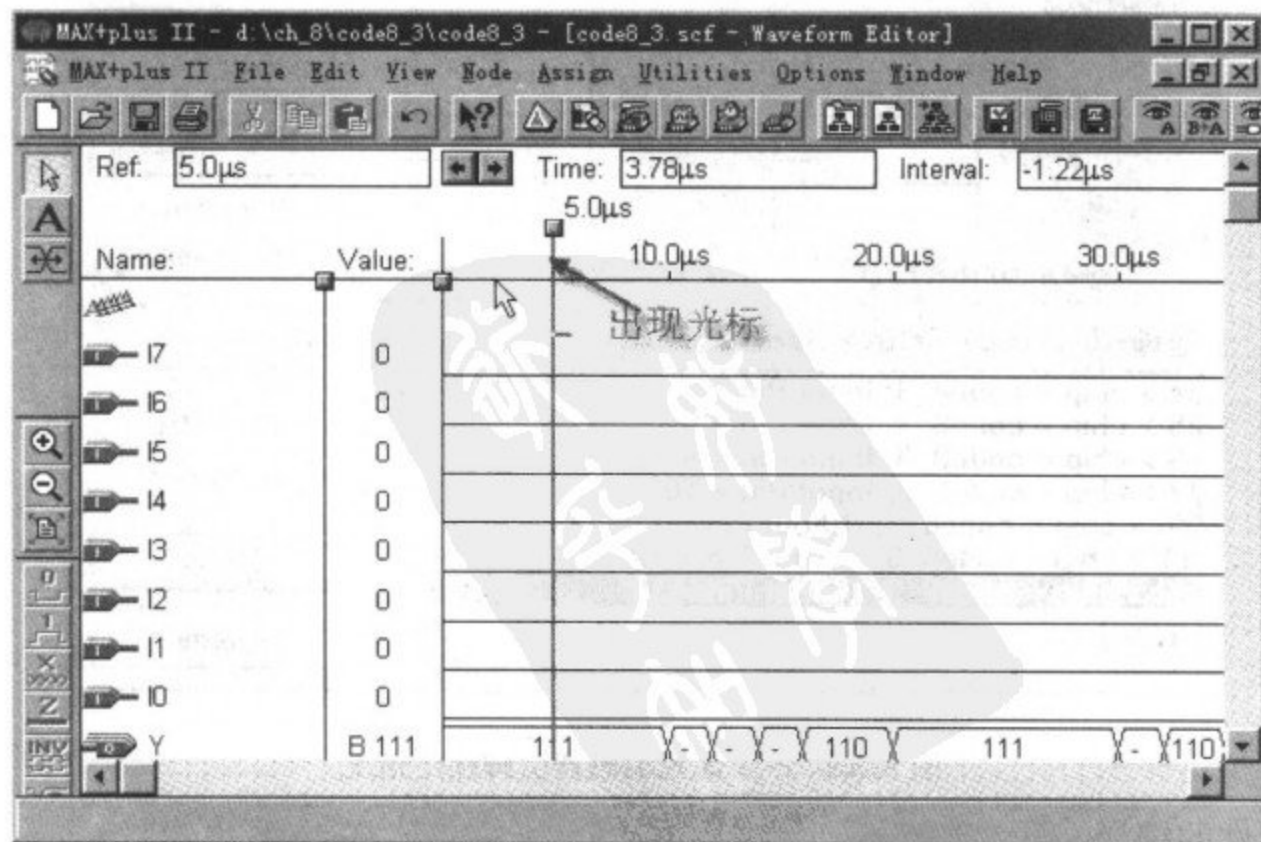 MAX+plus II - d:\ch_8\code8_3\code8_3 - [code8_3.scf - Waveform Editor]
MAX+plus II File Edit View Node Assign Utilities Options Window Help
Ref: 5.0μs Time: 3.78μs Interval: -1.22μs
5.0μs
Name: Value: 10.0μs 20.0μs 30.0μs
出现光标
I7 0
I6 0
I5 0
I4 0
I3 0
I2 0
I1 0
I0 0
Y B 111 111 - - - 110 111 - 110
A
0
1
X
Z
INV